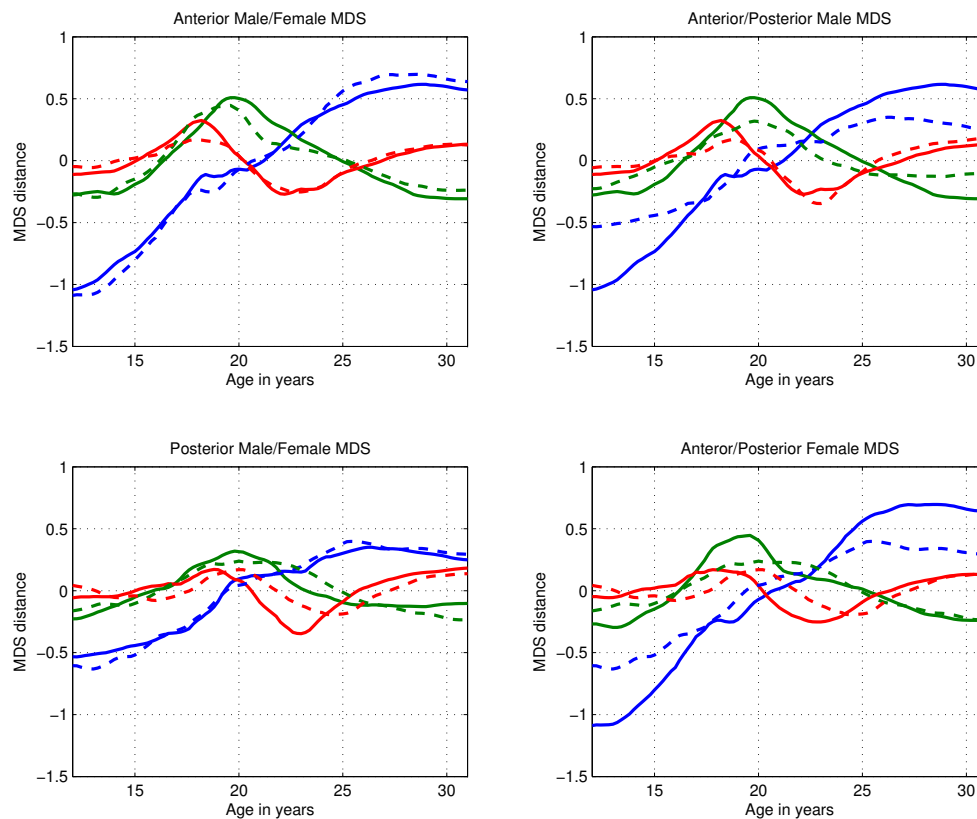 Anterior Male/Female MDS
1
0.5
0
−0.5
−1
−1.5
MDS distance
15 20 25 30
Age in years
Anterior/Posterior Male MDS
1
0.5
0
−0.5
−1
−1.5
MDS distance
15 20 25 30
Age in years
Posterior Male/Female MDS
1
0.5
0
−0.5
−1
−1.5
MDS distance
15 20 25 30
Age in years
Anteror/Posterior Female MDS
1
0.5
0
−0.5
−1
−1.5
MDS distance
15 20 25 30
Age in years